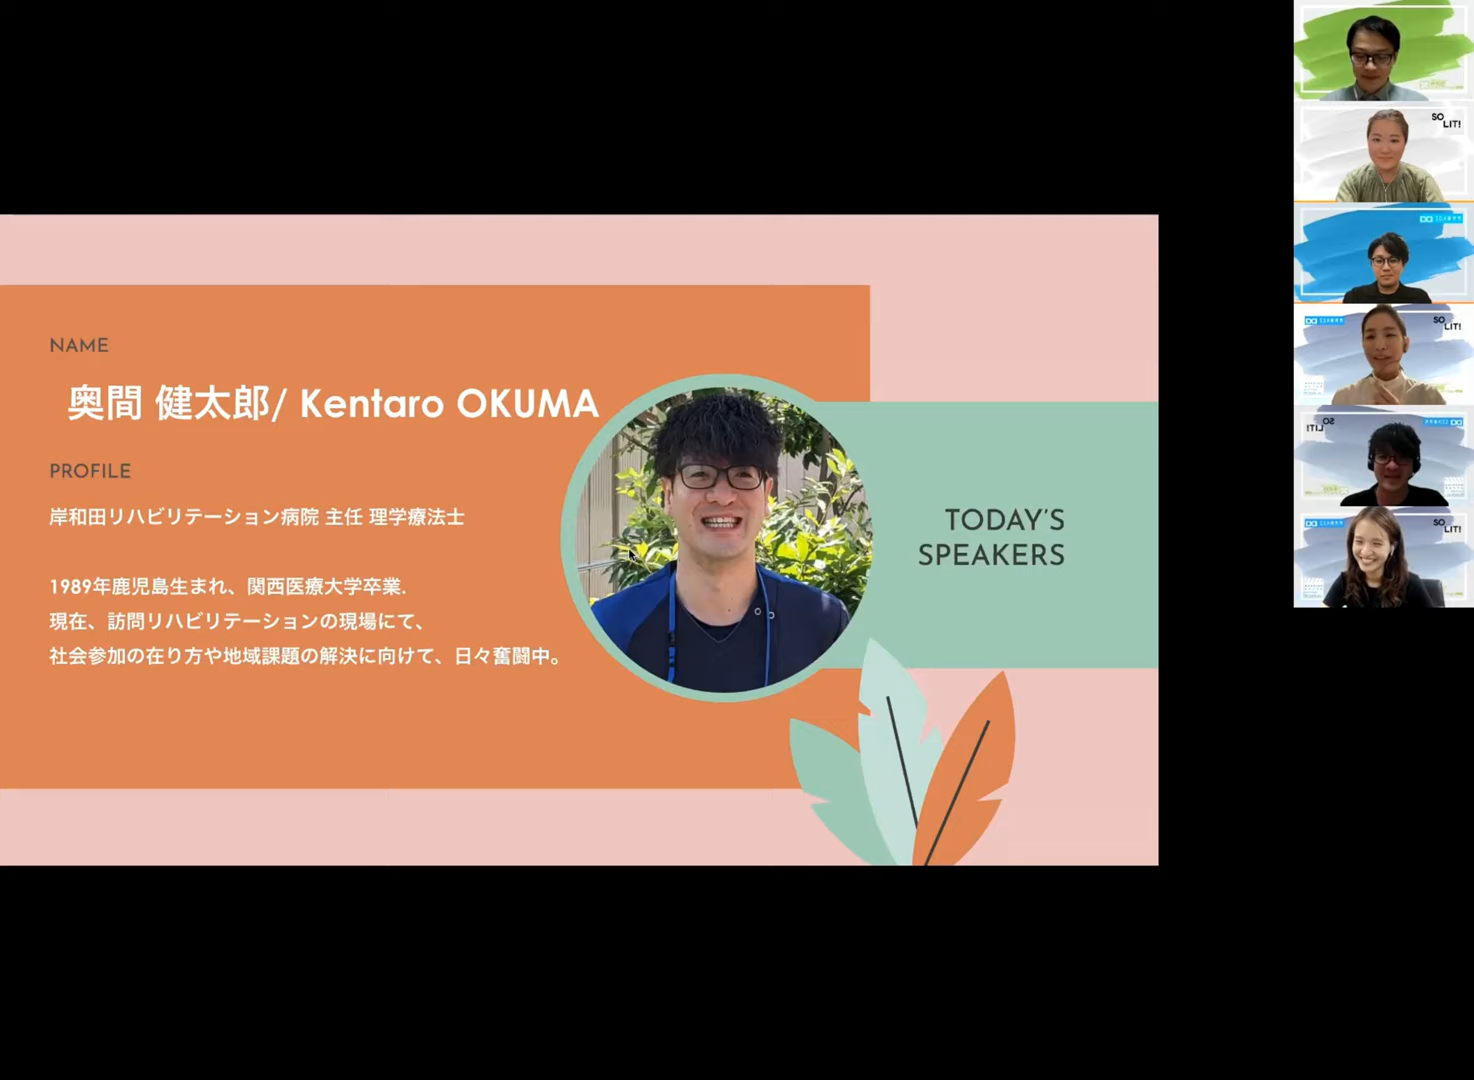 NAME
奥間 健太郎/ Kentaro OKUMA
PROFILE
岸和田リハビリテーション病院 主任 理学療法士
1989年鹿児島生まれ、関西医療大学卒業.
現在、訪問リハビリテーションの現場にて、
社会参加の在り方や地域課題の解決に向けて、日々奮闘中。
TODAY'S
SPEAKERS
SO
LIT!
SO
LIT!
SO
LIT!
SO
LIT!